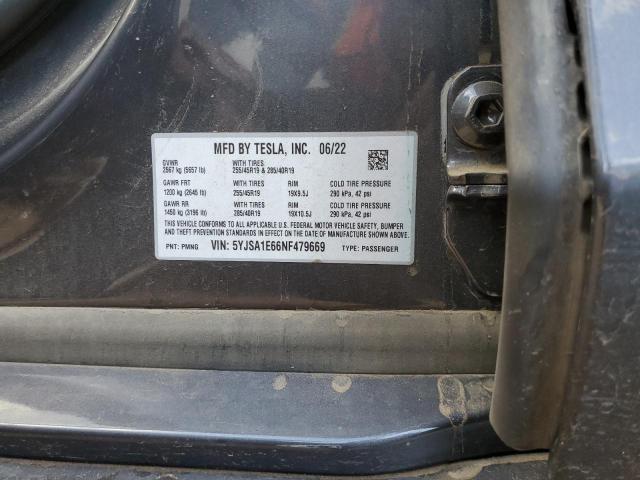 MFD BY TESLA, INC. 06/22
GVWR WITH TIRES
2567 kg (5657 lb) 255/45R19 & 285/40R19
GAWR FRT WITH TIRES RIM COLD TIRE PRESSURE
1200 kg (2645 lb) 255/45R19 19X9.5J 290 kPa, 42 psi
GAWR RR WITH TIRES RIM COLD TIRE PRESSURE
1450 kg (3196 lb) 285/40R19 19X10.5J 290 kPa, 42 psi
THIS VEHICLE CONFORMS TO ALL APPLICABLE U.S. FEDERAL MOTOR VEHICLE SAFETY, BUMPER
AND THEFT PREVENTION STANDARDS IN EFFECT ON THE DATE OF MANUFACTURE SHOWN ABOVE.
PNT: PMNG VIN: 5YJSA1E66NF479669 TYPE: PASSENGER